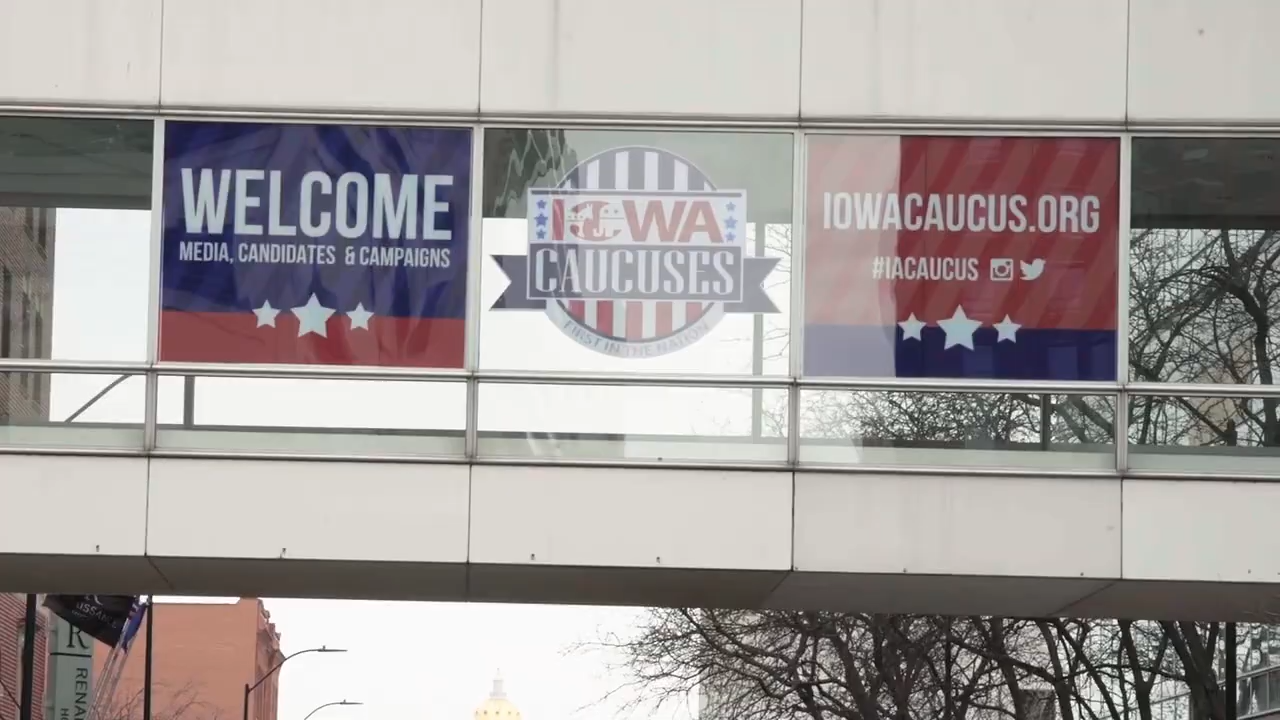 WELCOME
MEDIA, CANDIDATES & CAMPAIGNS
IOWA
CAUCUSES
FIRST IN THE NATION
IOWACAUCUS.ORG
#IACAUCUS
R